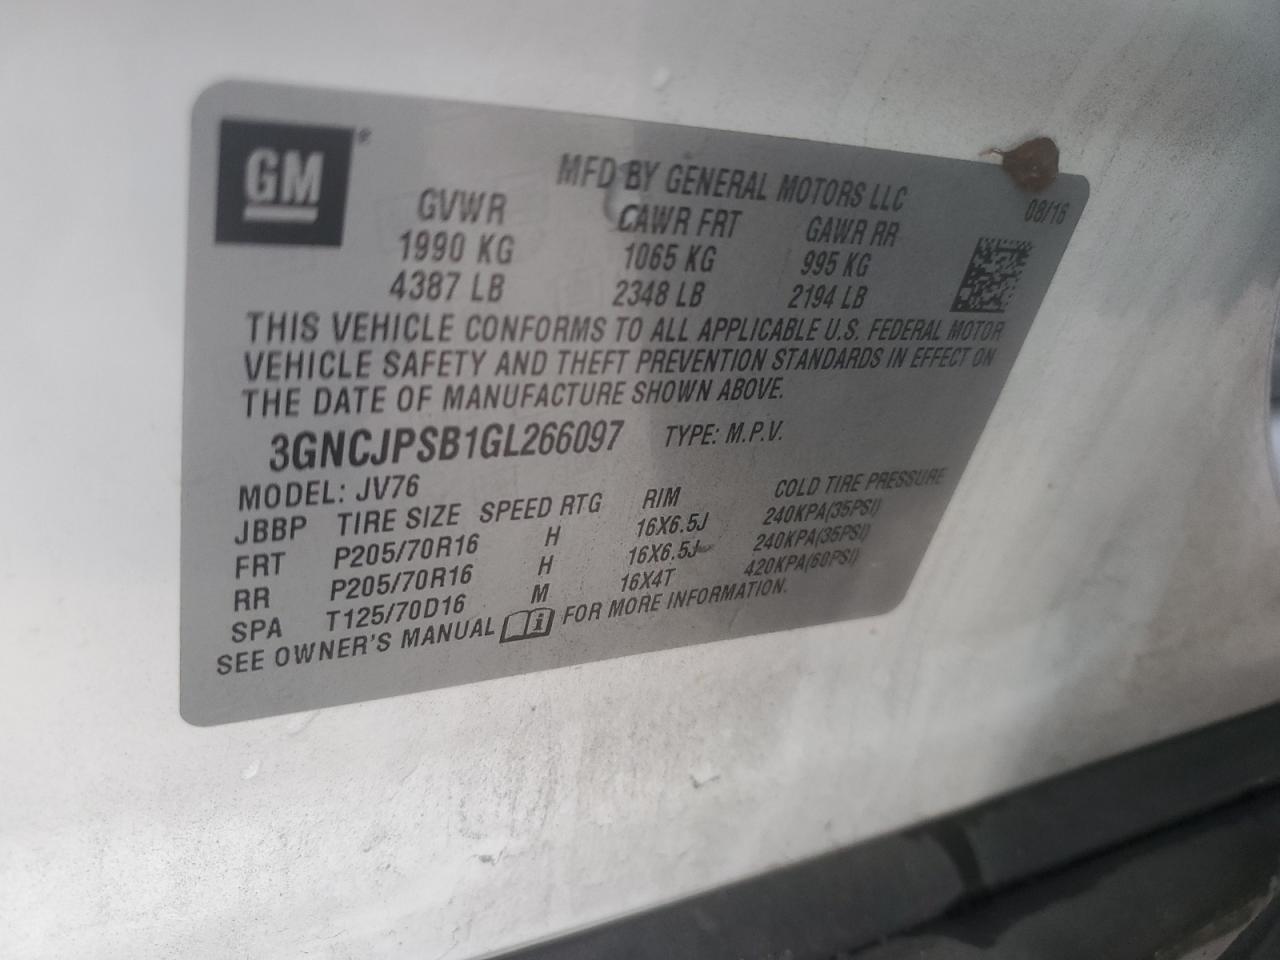 GM®
MFD BY GENERAL MOTORS LLC
08/16
GVWR GAWR FRT GAWR RR
1990 KG 1065 KG 995 KG
4387 LB 2348 LB 2194 LB
THIS VEHICLE CONFORMS TO ALL APPLICABLE U.S. FEDERAL MOTOR
VEHICLE SAFETY AND THEFT PREVENTION STANDARDS IN EFFECT ON
THE DATE OF MANUFACTURE SHOWN ABOVE.
3GNCJPSB1GL266097 TYPE: M.P.V.
MODEL: JV76
JBBP TIRE SIZE SPEED RTG RIM COLD TIRE PRESSURE
FRT P205/70R16 H 16X6.5J 240KPA(35PSI)
RR P205/70R16 H 16X6.5J 240KPA(35PSI)
SPA T125/70D16 M 16X4T 420KPA(60PSI)
SEE OWNER'S MANUAL FOR MORE INFORMATION.